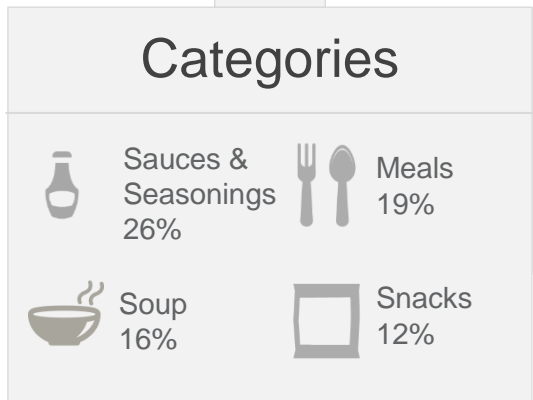 Categories
Sauces &
Seasonings
26%
Meals
19%
Soup
16%
Snacks
12%